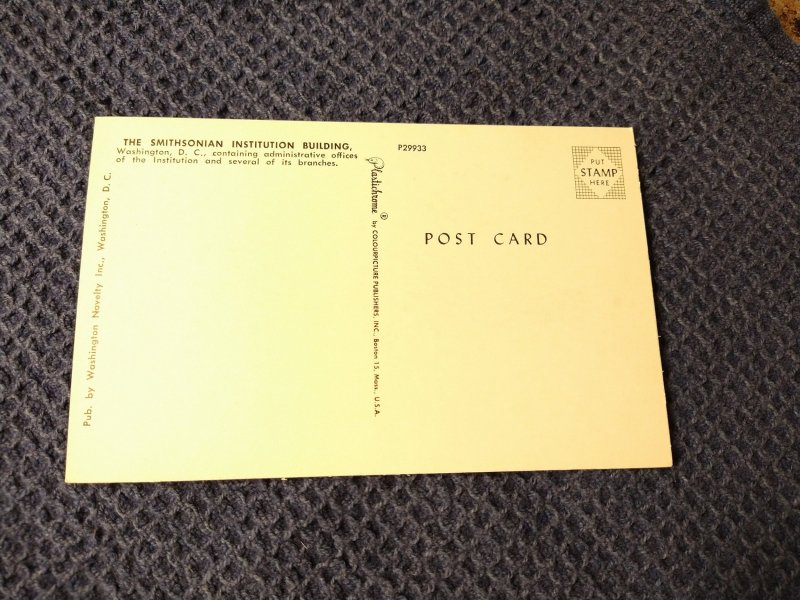 THE SMITHSONIAN INSTITUTION BUILDING,
Washington, D. C., containing administrative offices
of the Institution and several of its branches.
Pub. by Washington Novelty Inc., Washington, D. C.
P29933
Plastichrome ® by COLOURPICTURE PUBLISHERS, INC., Boston 15, Mass., U.S.A.
PUT
STAMP
HERE
POST CARD